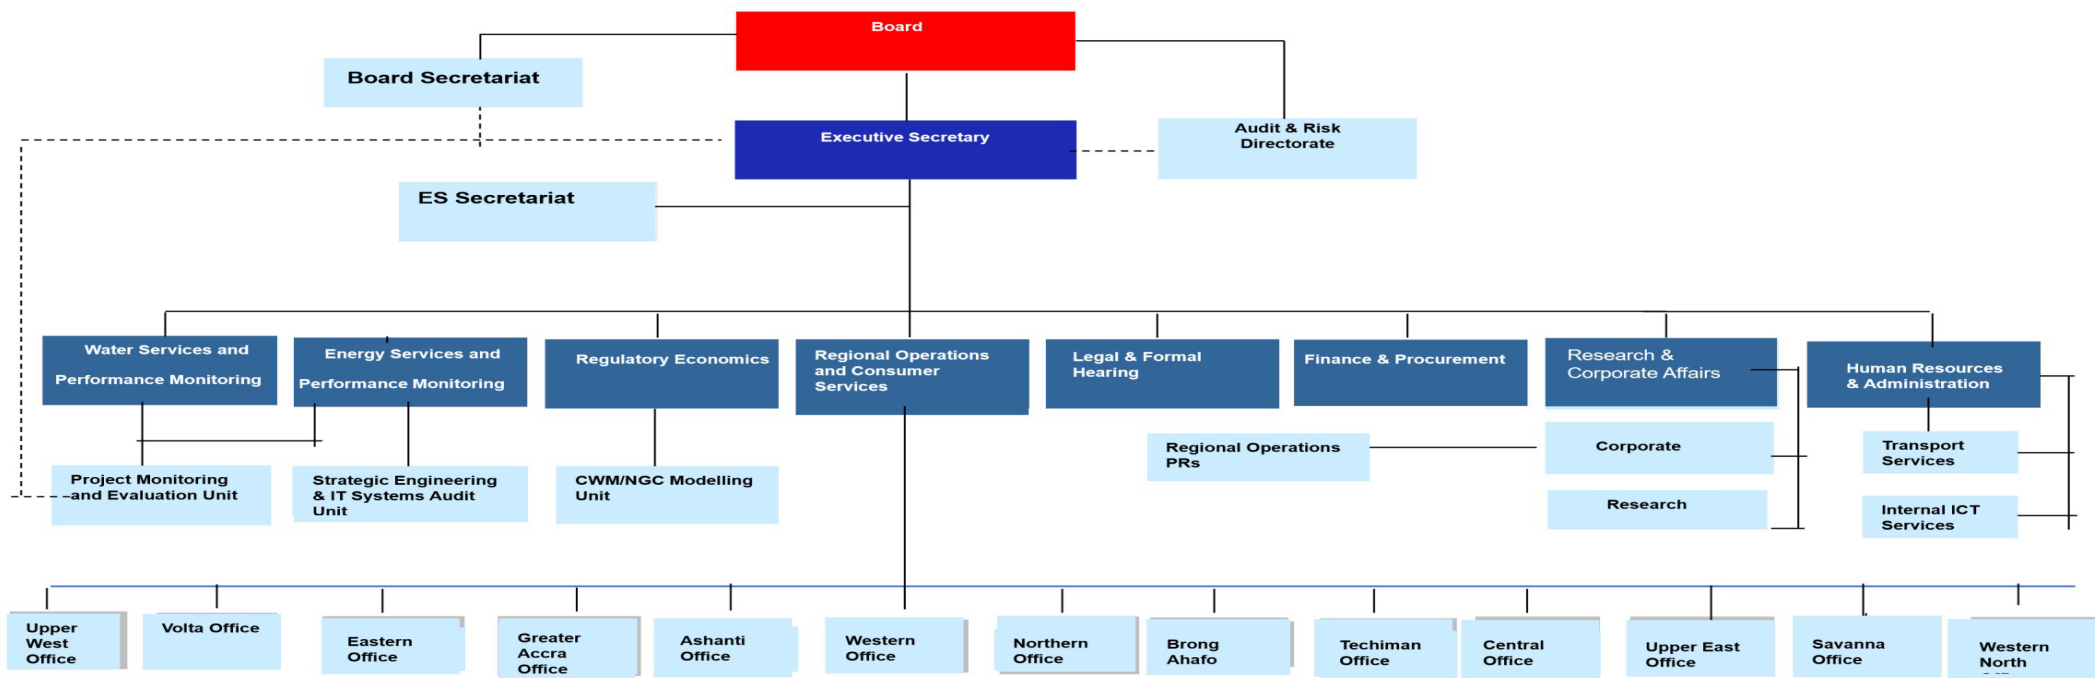 Board
Board Secretariat
Executive Secretary
Audit & Risk
Directorate
ES Secretariat
Water Services and
Performance Monitoring
Energy Services and
Performance Monitoring
Regulatory Economics
Regional Operations
and Consumer
Services
Legal & Formal
Hearing
Finance & Procurement
Research &
Corporate Affairs
Human Resources
& Administration
Regional Operations
PRs
Corporate
Transport
Services
Project Monitoring
and Evaluation Unit
Strategic Engineering
& IT Systems Audit
Unit
CWM/NGC Modelling
Unit
Research
Internal ICT
Services
Upper
West
Office
Volta Office
Eastern
Office
Greater
Accra
Office
Ashanti
Office
Western
Office
Northern
Office
Brong
Ahafo
Techiman
Office
Central
Office
Upper East
Office
Savanna
Office
Western
North